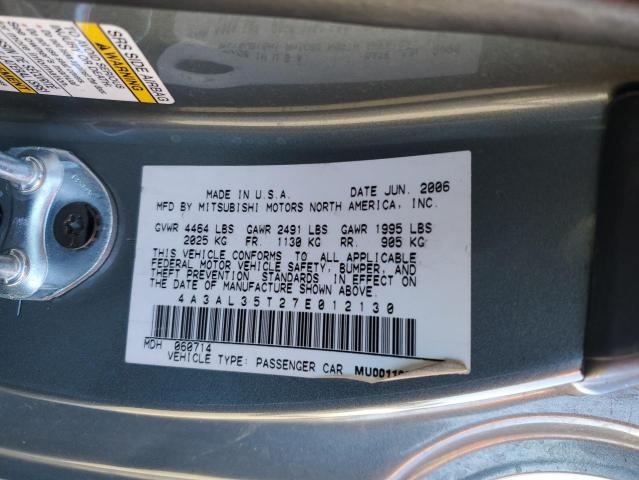 SRS SIDE AIRBAG
WARNING
MADE IN U.S.A. DATE JUN. 2006
MFD BY MITSUBISHI MOTORS NORTH AMERICA, INC.
GVWR 4464 LBS GAWR 2491 LBS GAWR 1995 LBS
2025 KG FR. 1130 KG RR. 905 KG
THIS VEHICLE CONFORMS TO ALL APPLICABLE
FEDERAL MOTOR VEHICLE SAFETY, BUMPER, AND
THEFT PREVENTION STANDARDS IN EFFECT ON
THE DATE OF MANUFACTURE SHOWN ABOVE.
4A3AL35T27E012130
MDH 060714
VEHICLE TYPE: PASSENGER CAR